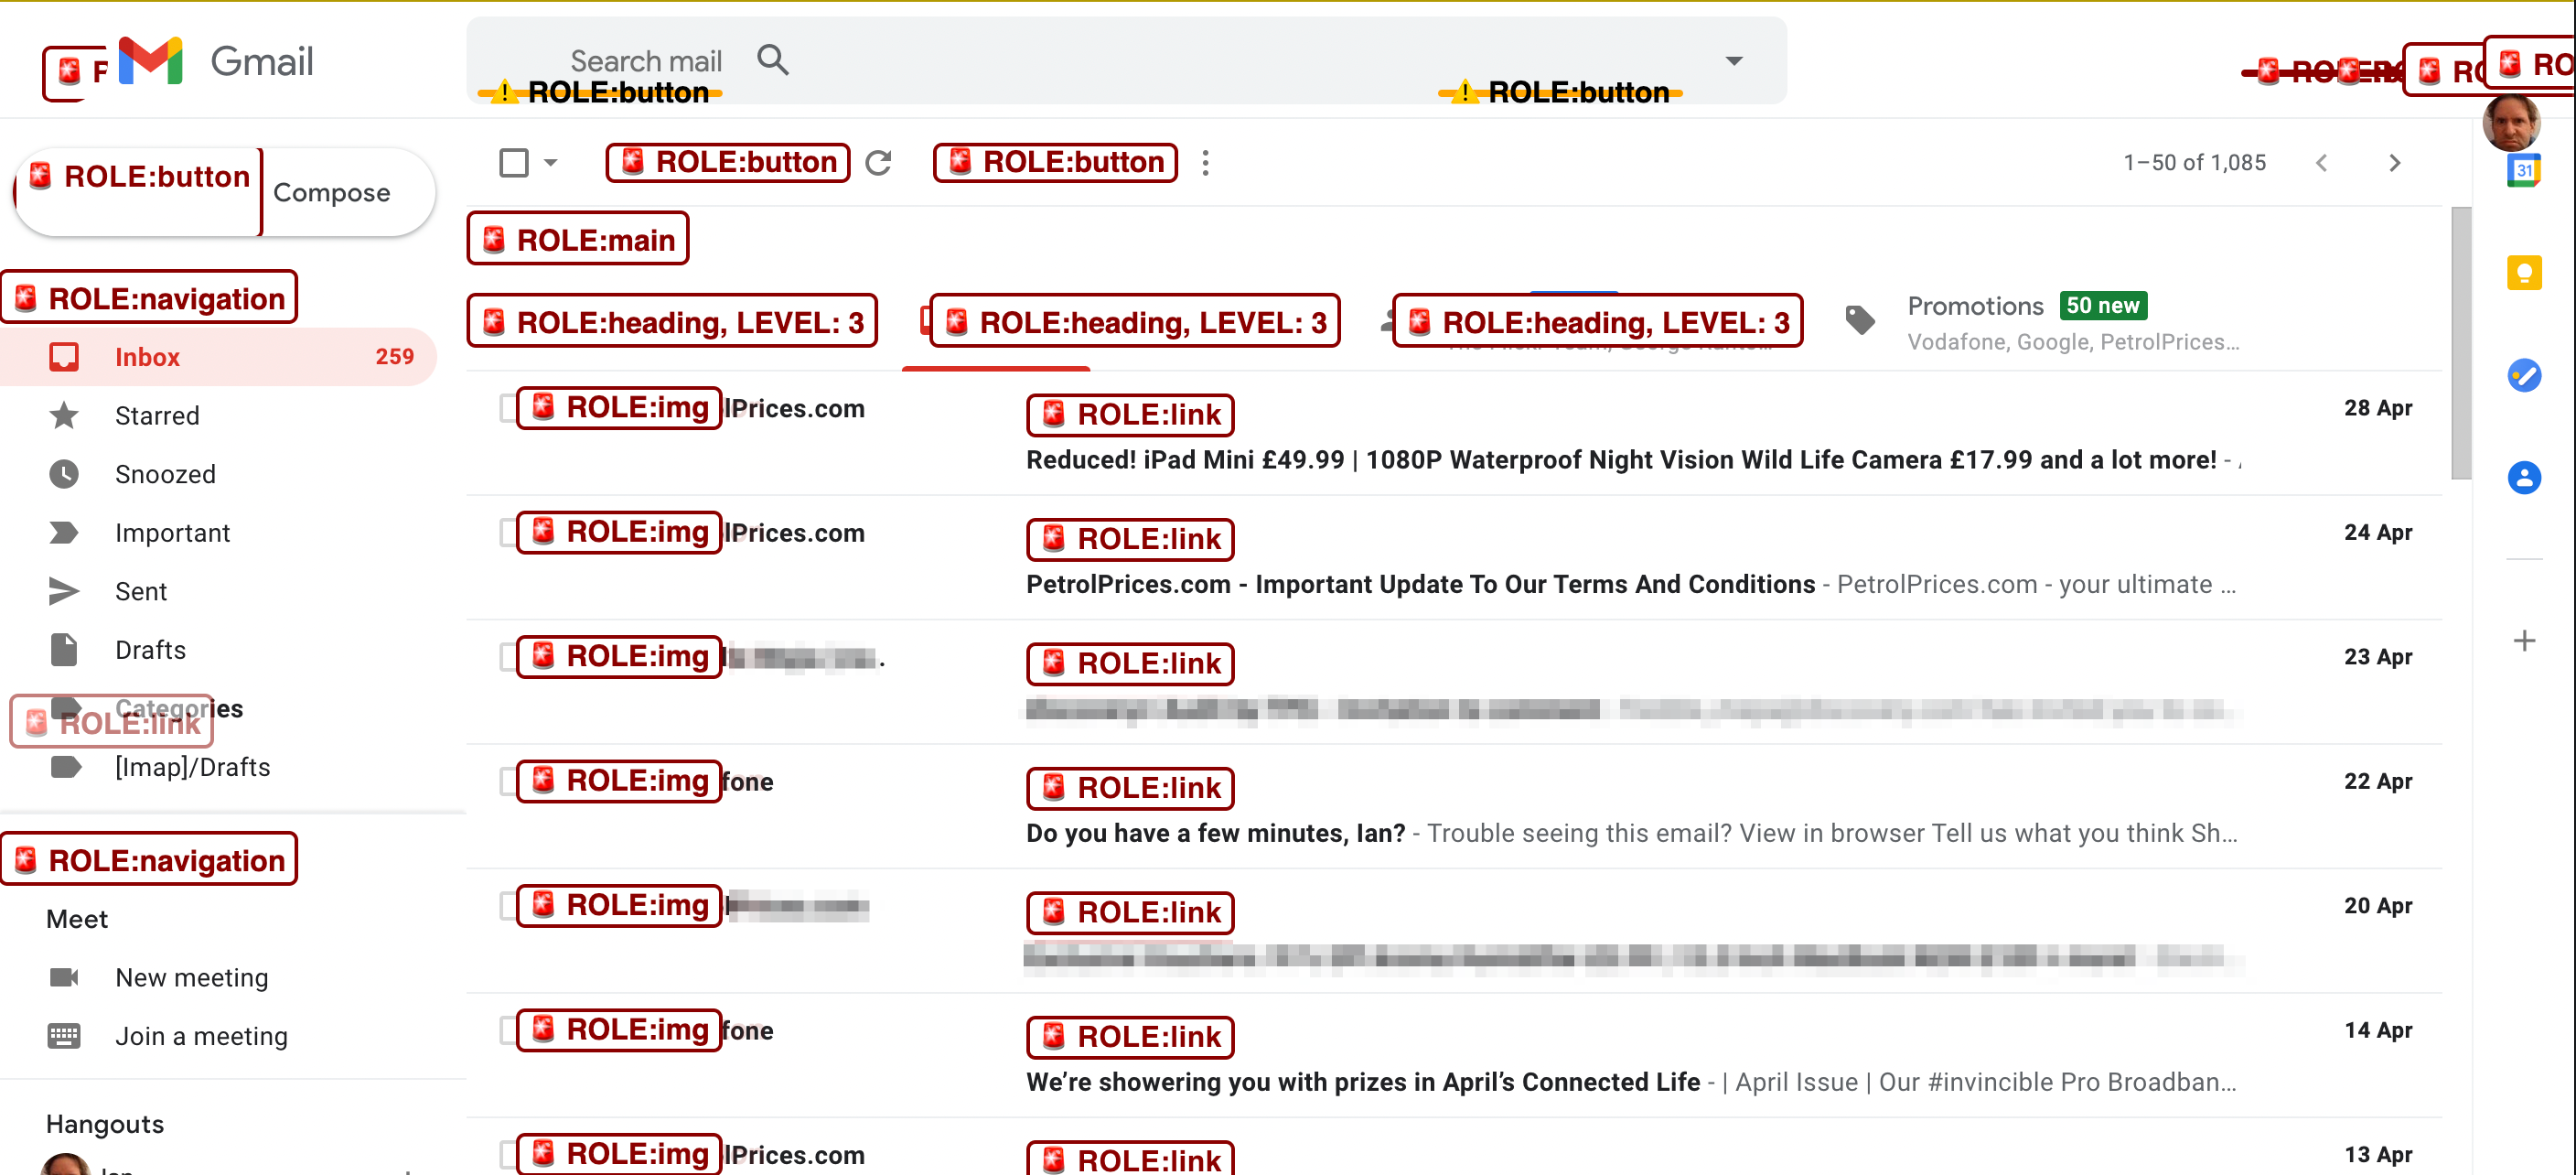 Gmail
Search mail
ROLE:button
ROLE:button
ROLE:button
Compose
ROLE:button
ROLE:button
1–50 of 1,085
31
ROLE:main
ROLE:navigation
ROLE:heading, LEVEL: 3
ROLE:heading, LEVEL: 3
ROLE:heading, LEVEL: 3
Promotions 50 new
Vodafone, Google, PetrolPrices...
Inbox 259
Starred
Snoozed
Important
Sent
Drafts
Categories
ROLE:link
[Imap]/Drafts
ROLE:navigation
Meet
New meeting
Join a meeting
Hangouts
ROLE:img lPrices.com
ROLE:link
28 Apr
Reduced! iPad Mini £49.99 | 1080P Waterproof Night Vision Wild Life Camera £17.99 and a lot more! -
ROLE:img lPrices.com
ROLE:link
24 Apr
PetrolPrices.com - Important Update To Our Terms And Conditions - PetrolPrices.com - your ultimate ...
ROLE:img
ROLE:link
23 Apr
ROLE:img fone
ROLE:link
22 Apr
Do you have a few minutes, Ian? - Trouble seeing this email? View in browser Tell us what you think Sh...
ROLE:img
ROLE:link
20 Apr
ROLE:img fone
ROLE:link
14 Apr
We’re showering you with prizes in April’s Connected Life - | April Issue | Our #invincible Pro Broadban...
ROLE:img lPrices.com
ROLE:link
13 Apr